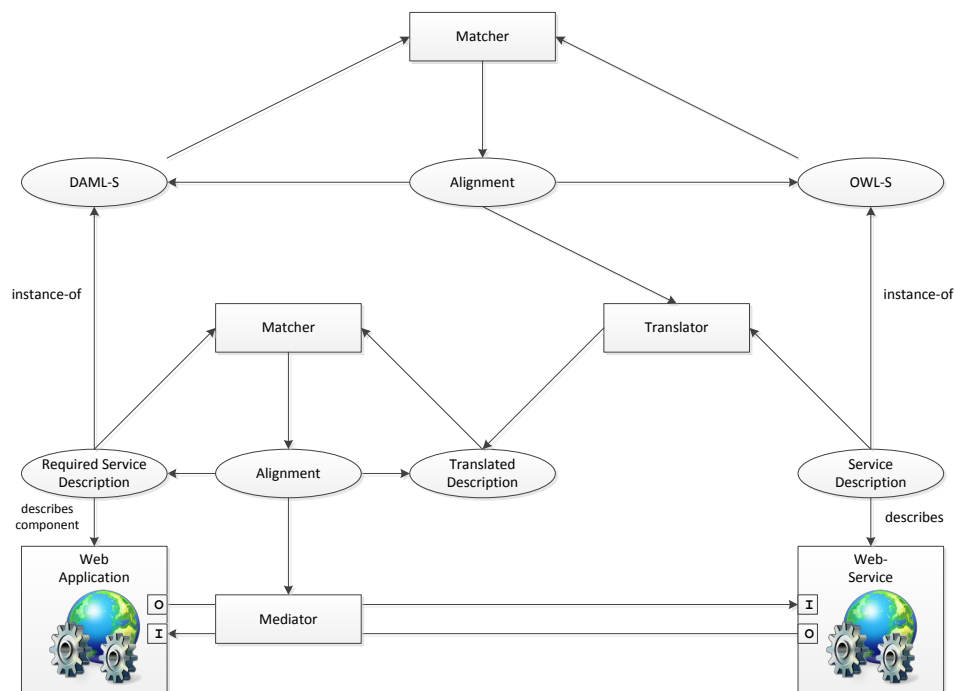 Matcher
DAML-S
Alignment
OWL-S
instance-of
instance-of
Matcher
Translator
Required Service
Description
Alignment
Translated
Description
Service
Description
describes
component
describes
Web
Application
Web-
Service
O
I
Mediator
I
O